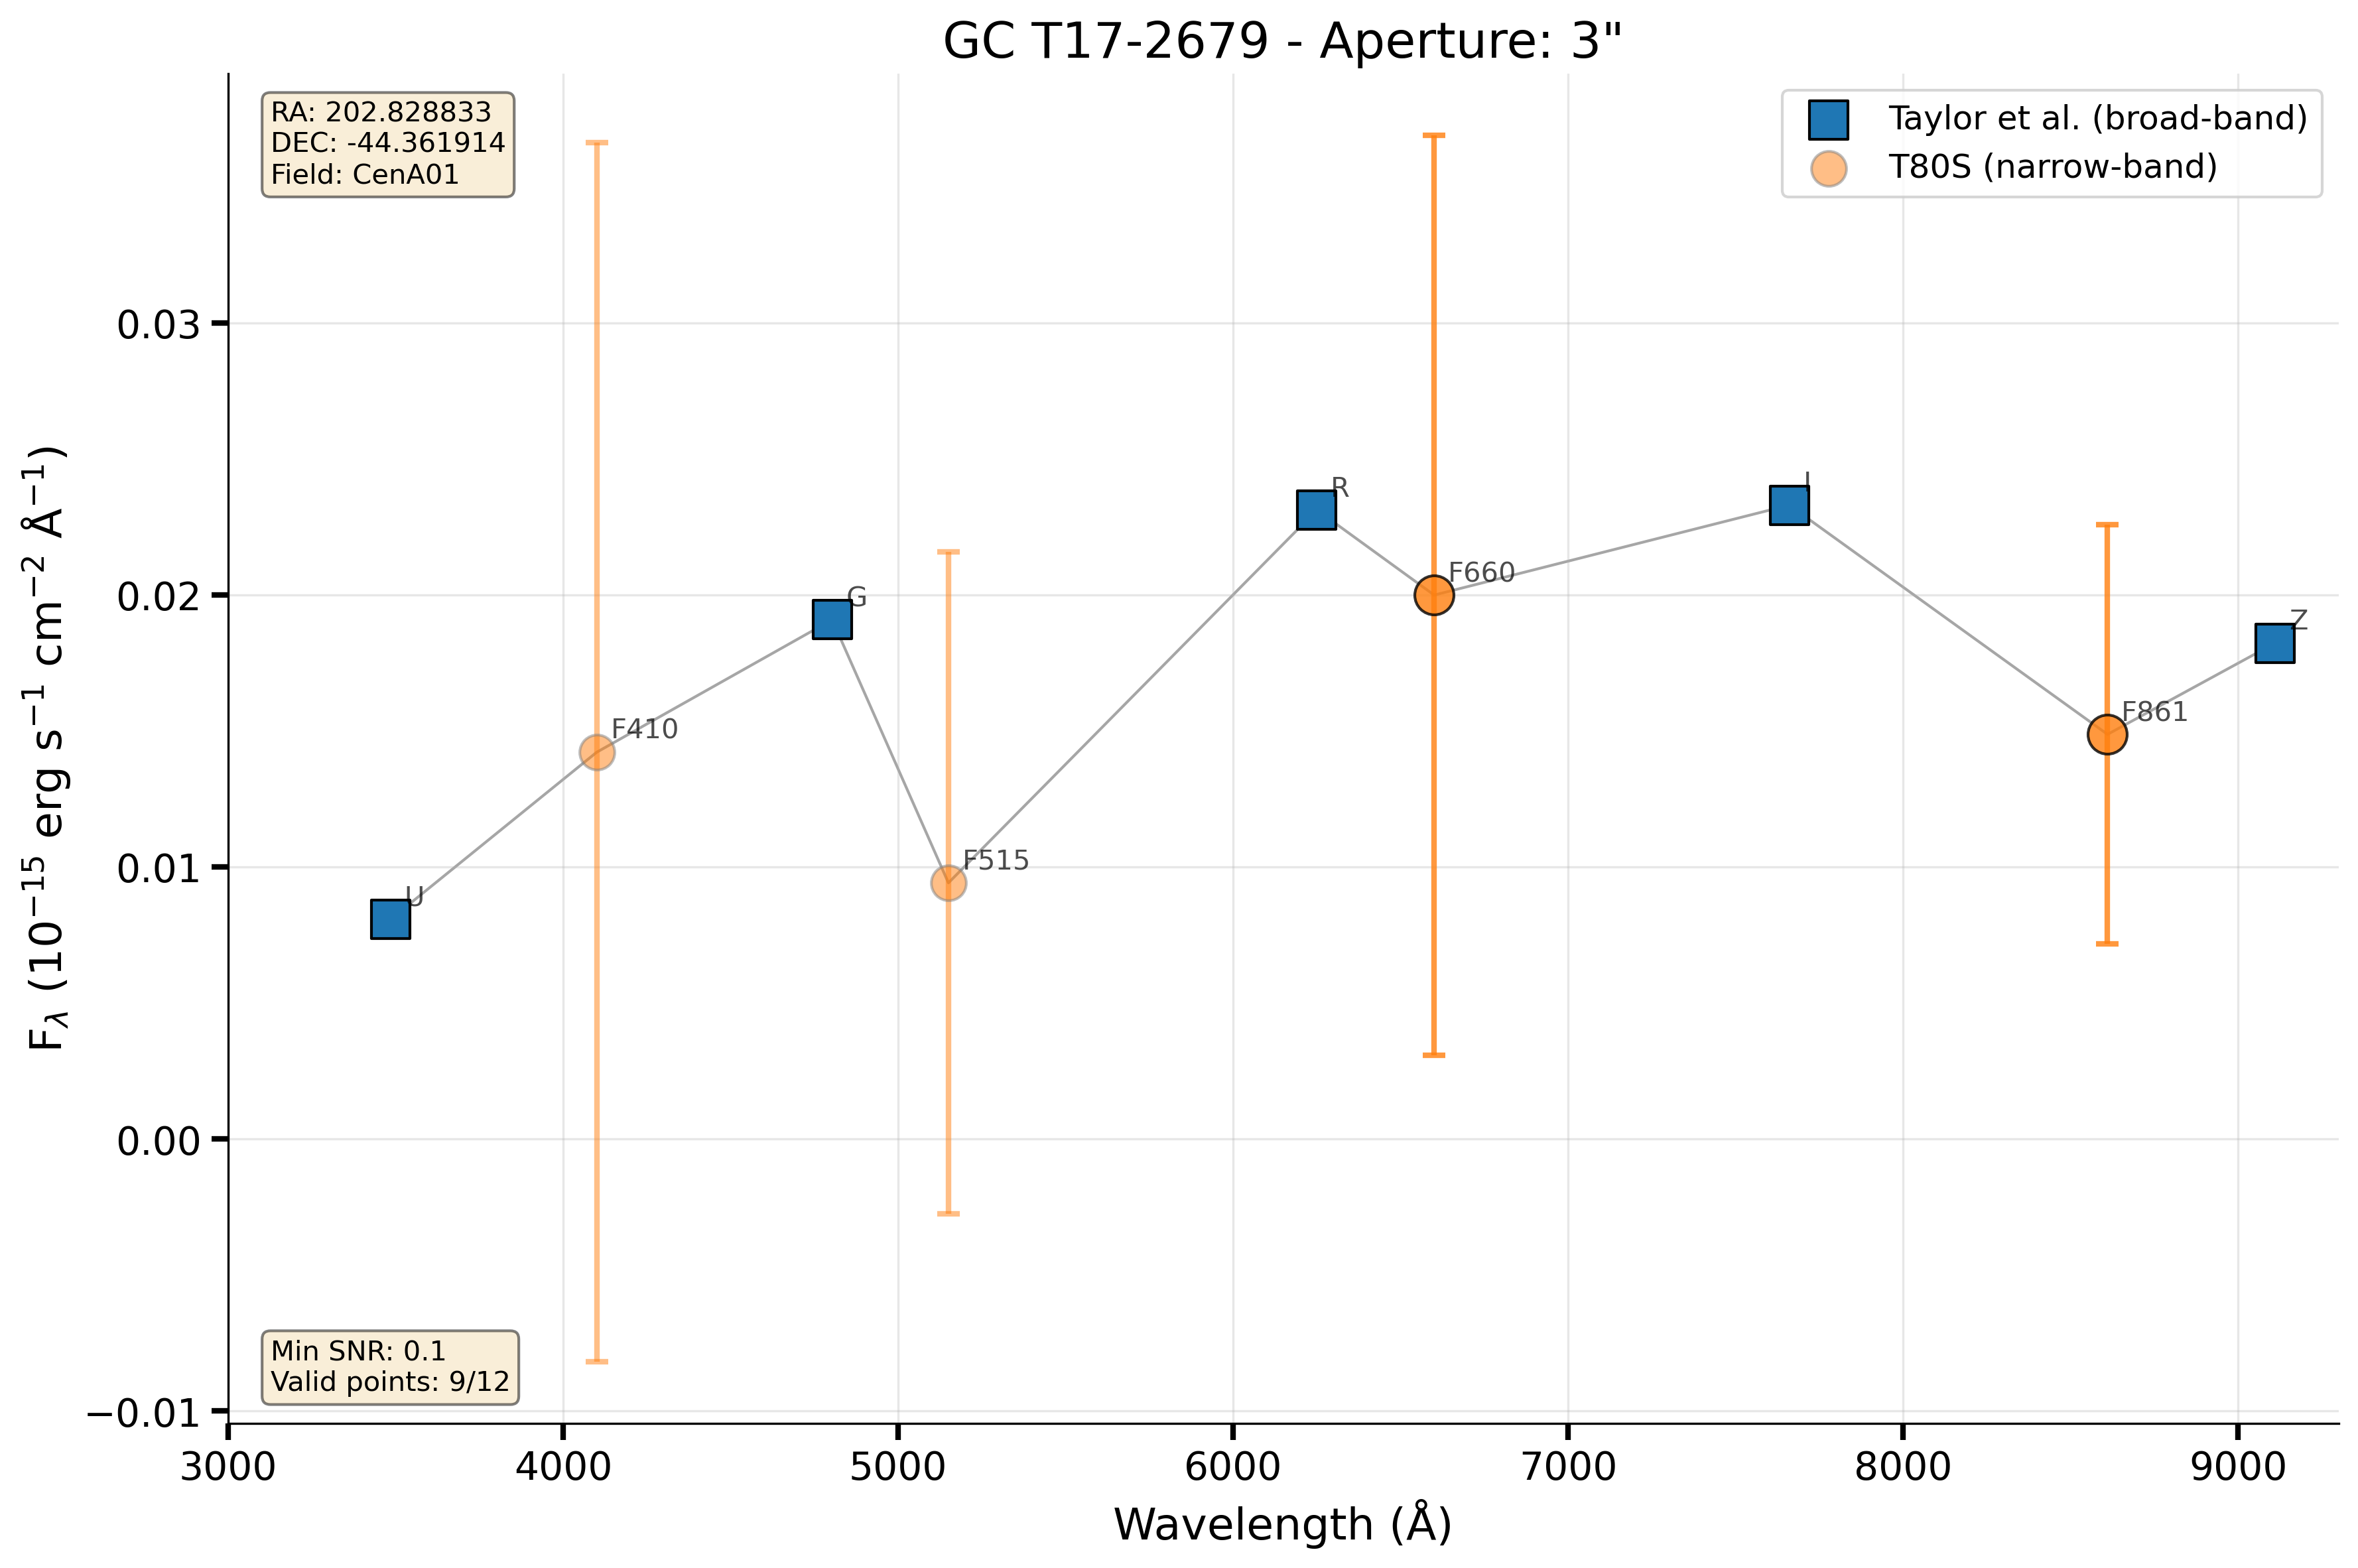 GC T17-2679 - Aperture: 3"
RA: 202.828833
DEC: -44.361914
Field: CenA01
Taylor et al. (broad-band)
T80S (narrow-band)
F_λ (10⁻¹⁵ erg s⁻¹ cm⁻² Å⁻¹)
0.03
0.02
0.01
0.00
−0.01
U
F410
G
F515
R
F660
I
F861
Z
Min SNR: 0.1
Valid points: 9/12
3000 4000 5000 6000 7000 8000 9000
Wavelength (Å)